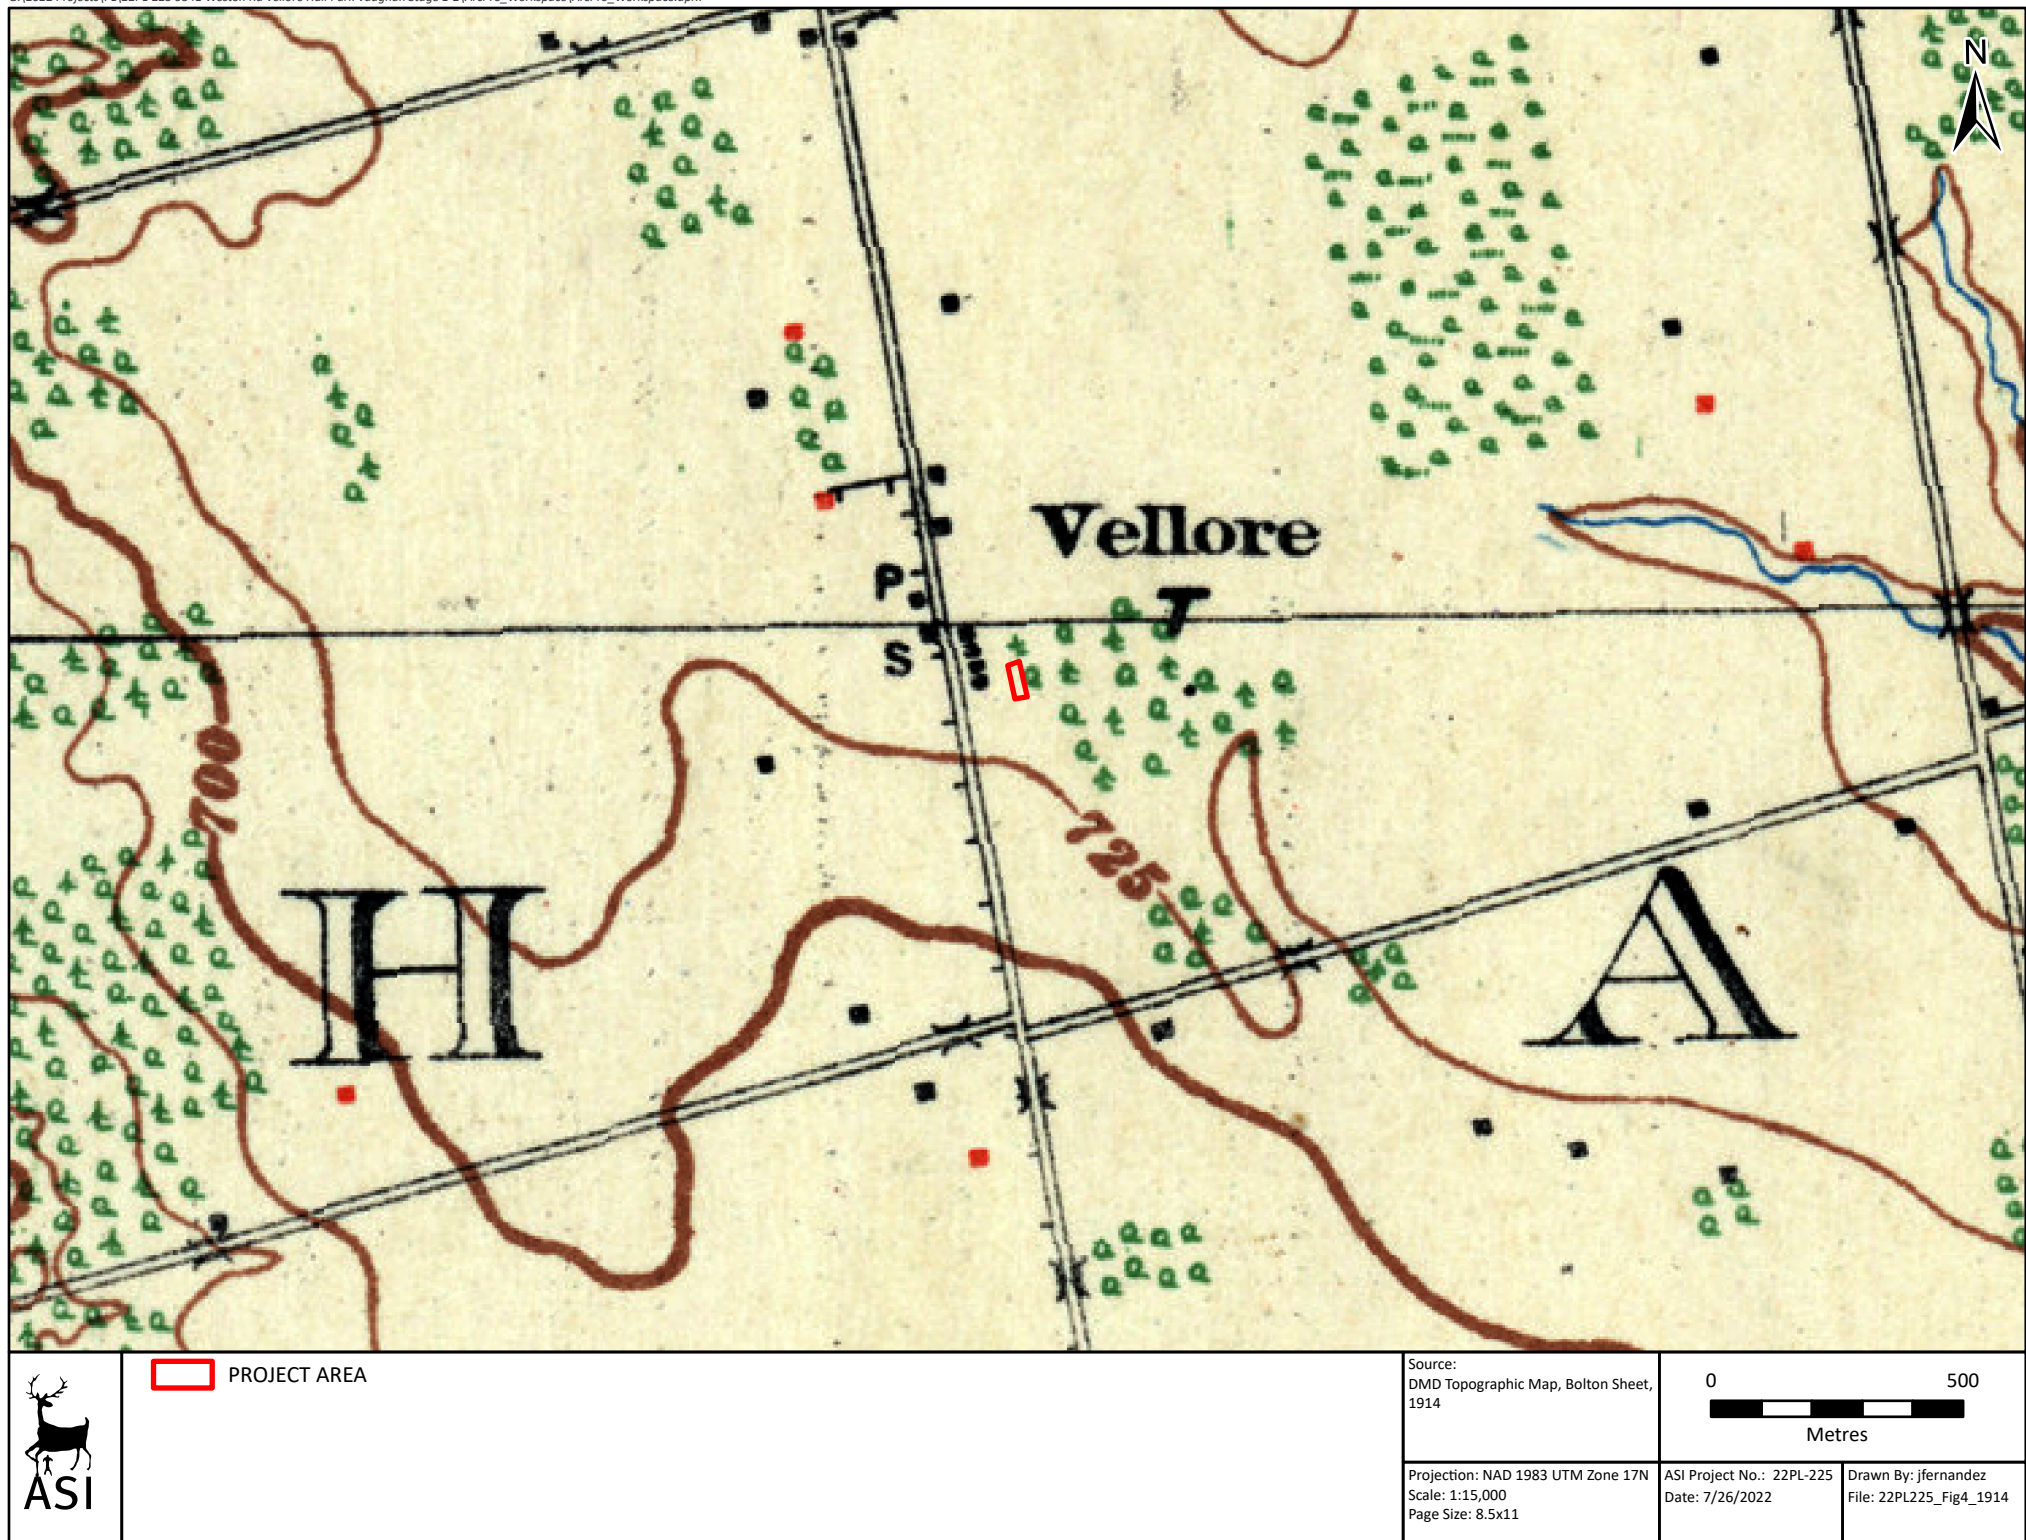 N
Vellore
P
T
S
700
725
H
A
PROJECT AREA
ASI
Source:
DMD Topographic Map, Bolton Sheet,
1914
0 500
Metres
Projection: NAD 1983 UTM Zone 17N
Scale: 1:15,000
Page Size: 8.5x11
ASI Project No.: 22PL-225
Date: 7/26/2022
Drawn By: jfernandez
File: 22PL225_Fig4_1914